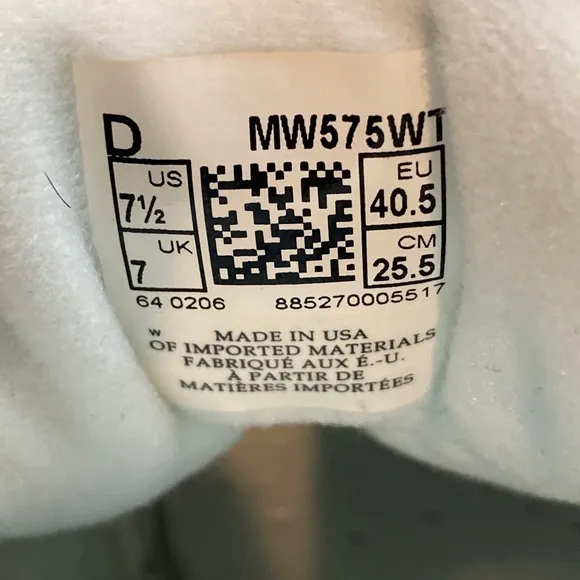 D MW575WT
US EU
7½ 40.5
UK CM
7 25.5
64 0206 885270005517
W MADE IN USA
OF IMPORTED MATERIALS
FABRIQUÉ AUX É.-U.
À PARTIR DE
MATIÈRES IMPORTÉES